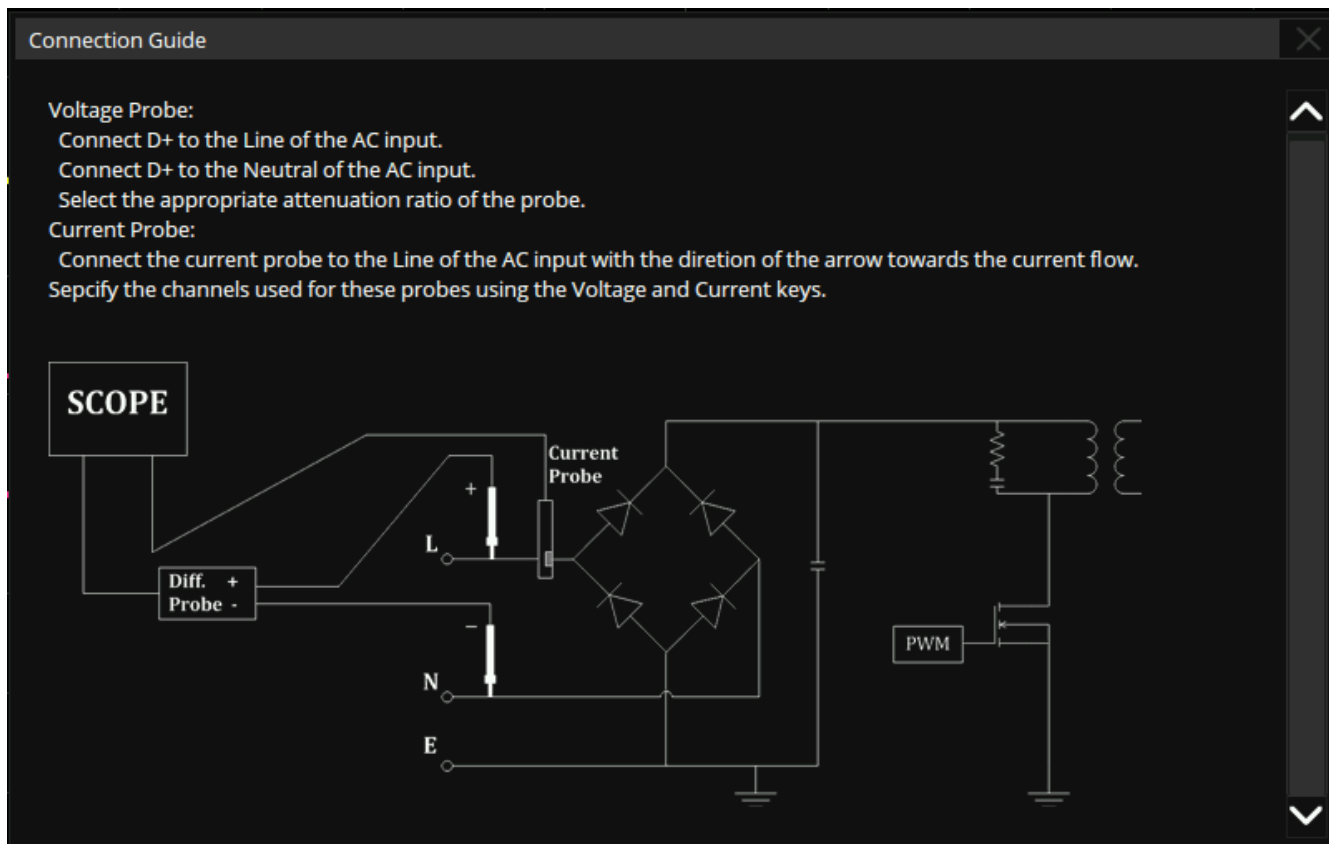 Connection Guide
Voltage Probe:
Connect D+ to the Line of the AC input.
Connect D+ to the Neutral of the AC input.
Select the appropriate attenuation ratio of the probe.
Current Probe:
Connect the current probe to the Line of the AC input with the diretion of the arrow towards the current flow.
Sepcify the channels used for these probes using the Voltage and Current keys.
SCOPE
Current
Probe
+
L
Diff. +
Probe -
−
PWM
N
E